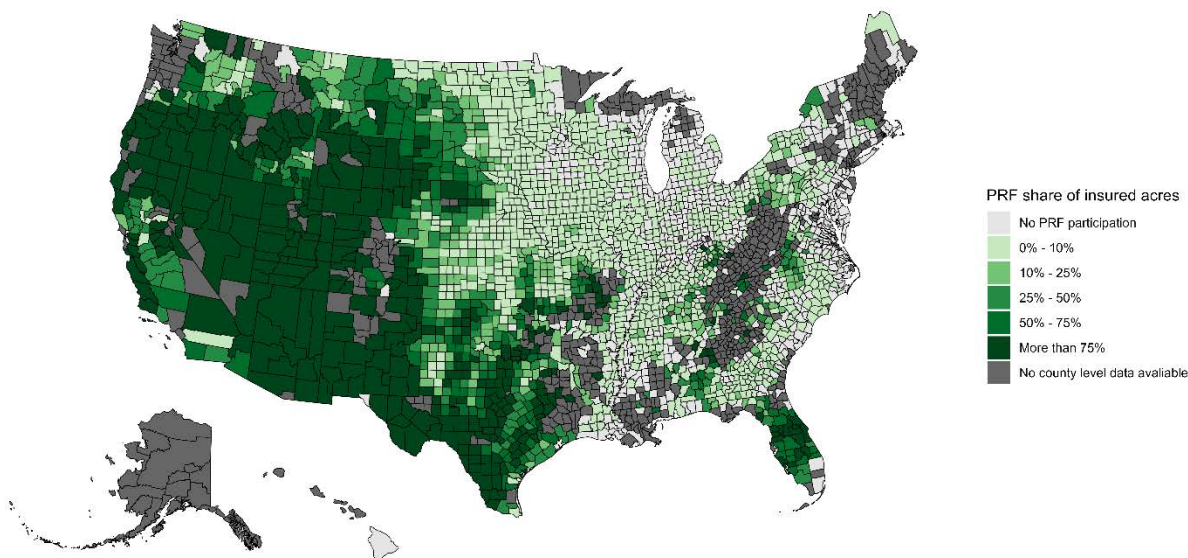 PRF share of insured acres
No PRF participation
0% - 10%
10% - 25%
25% - 50%
50% - 75%
More than 75%
No county level data avaliable